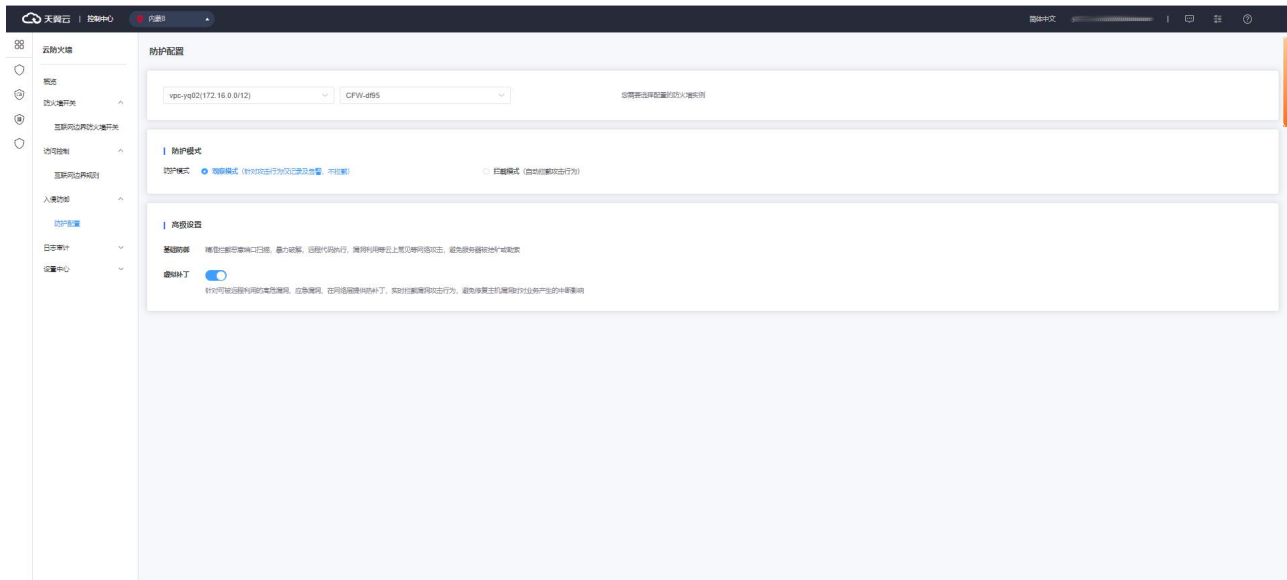 天翼云 | 控制中心 内蒙8
简体中文
云防火墙
概览
防火墙开关
互联网边界防火墙开关
访问控制
互联网边界规则
入侵防御
防护配置
日志审计
设置中心
防护配置
vpc-yq02(172.16.0.0/12) CFW-df95 您需要选择配置的防火墙实例
防护模式
防护模式 观察模式（针对攻击行为仅记录及告警，不拦截） 拦截模式（自动拦截攻击行为）
高级设置
基础防御 精准拦截恶意端口扫描、暴力破解、远程代码执行、漏洞利用等云上常见等网络攻击，避免服务器被挖矿或勒索
虚拟补丁
针对可被远程利用的高危漏洞、应急漏洞，在网络层提供热补丁，实时拦截漏洞攻击行为，避免修复主机漏洞时对业务产生的中断影响